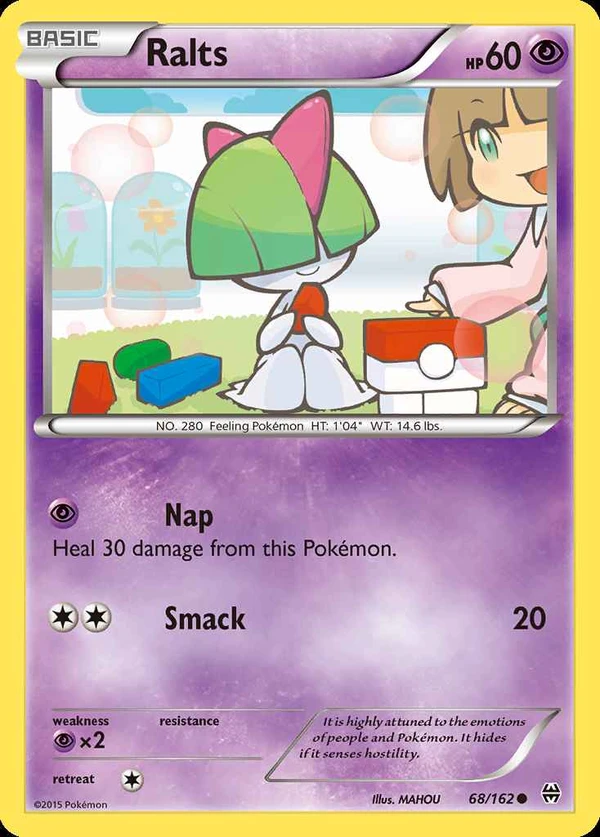 BASIC
Ralts
HP60
NO. 280 Feeling Pokémon HT: 1'04" WT: 14.6 lbs.
Nap
Heal 30 damage from this Pokémon.
Smack 20
weakness resistance
×2
It is highly attuned to the emotions
of people and Pokémon. It hides
if it senses hostility.
retreat
©2015 Pokémon
Illus. MAHOU 68/162